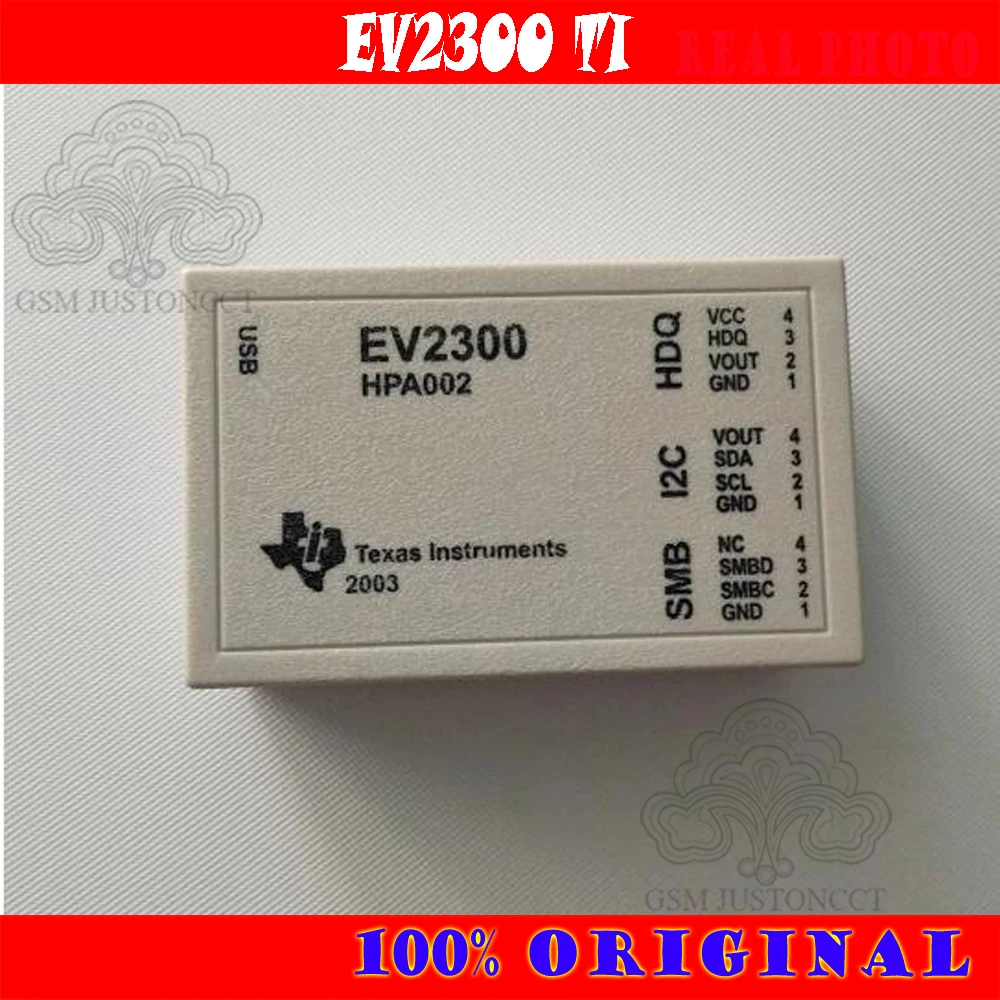 EV2300 TI
REAL PHOTO
GSM JUSTONCCT
USB
EV2300
HPA002
Texas Instruments
2003
HDQ
VCC 4
HDQ 3
VOUT 2
GND 1
I2C
VOUT 4
SDA 3
SCL 2
GND 1
SMB
NC 4
SMBD 3
SMBC 2
GND 1
GSM JUSTONCCT
100% ORIGINAL